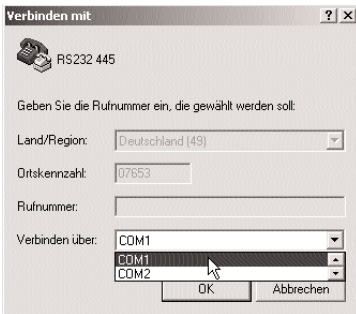 Verbinden mit
RS232 445
Geben Sie die Rufnummer ein, die gewählt werden soll:
Land/Region: Deutschland (49)
Ortskennzahl: 07653
Rufnummer:
Verbinden über: COM1
COM1
COM2
OK Abbrechen